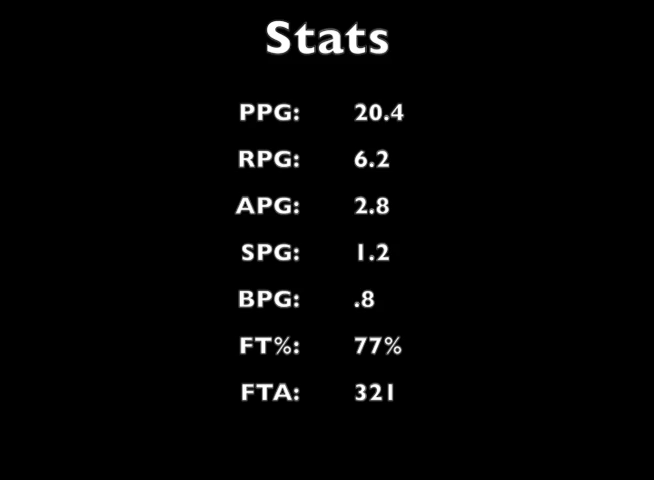 Stats
PPG: 20.4
RPG: 6.2
APG: 2.8
SPG: 1.2
BPG: .8
FT%: 77%
FTA: 321